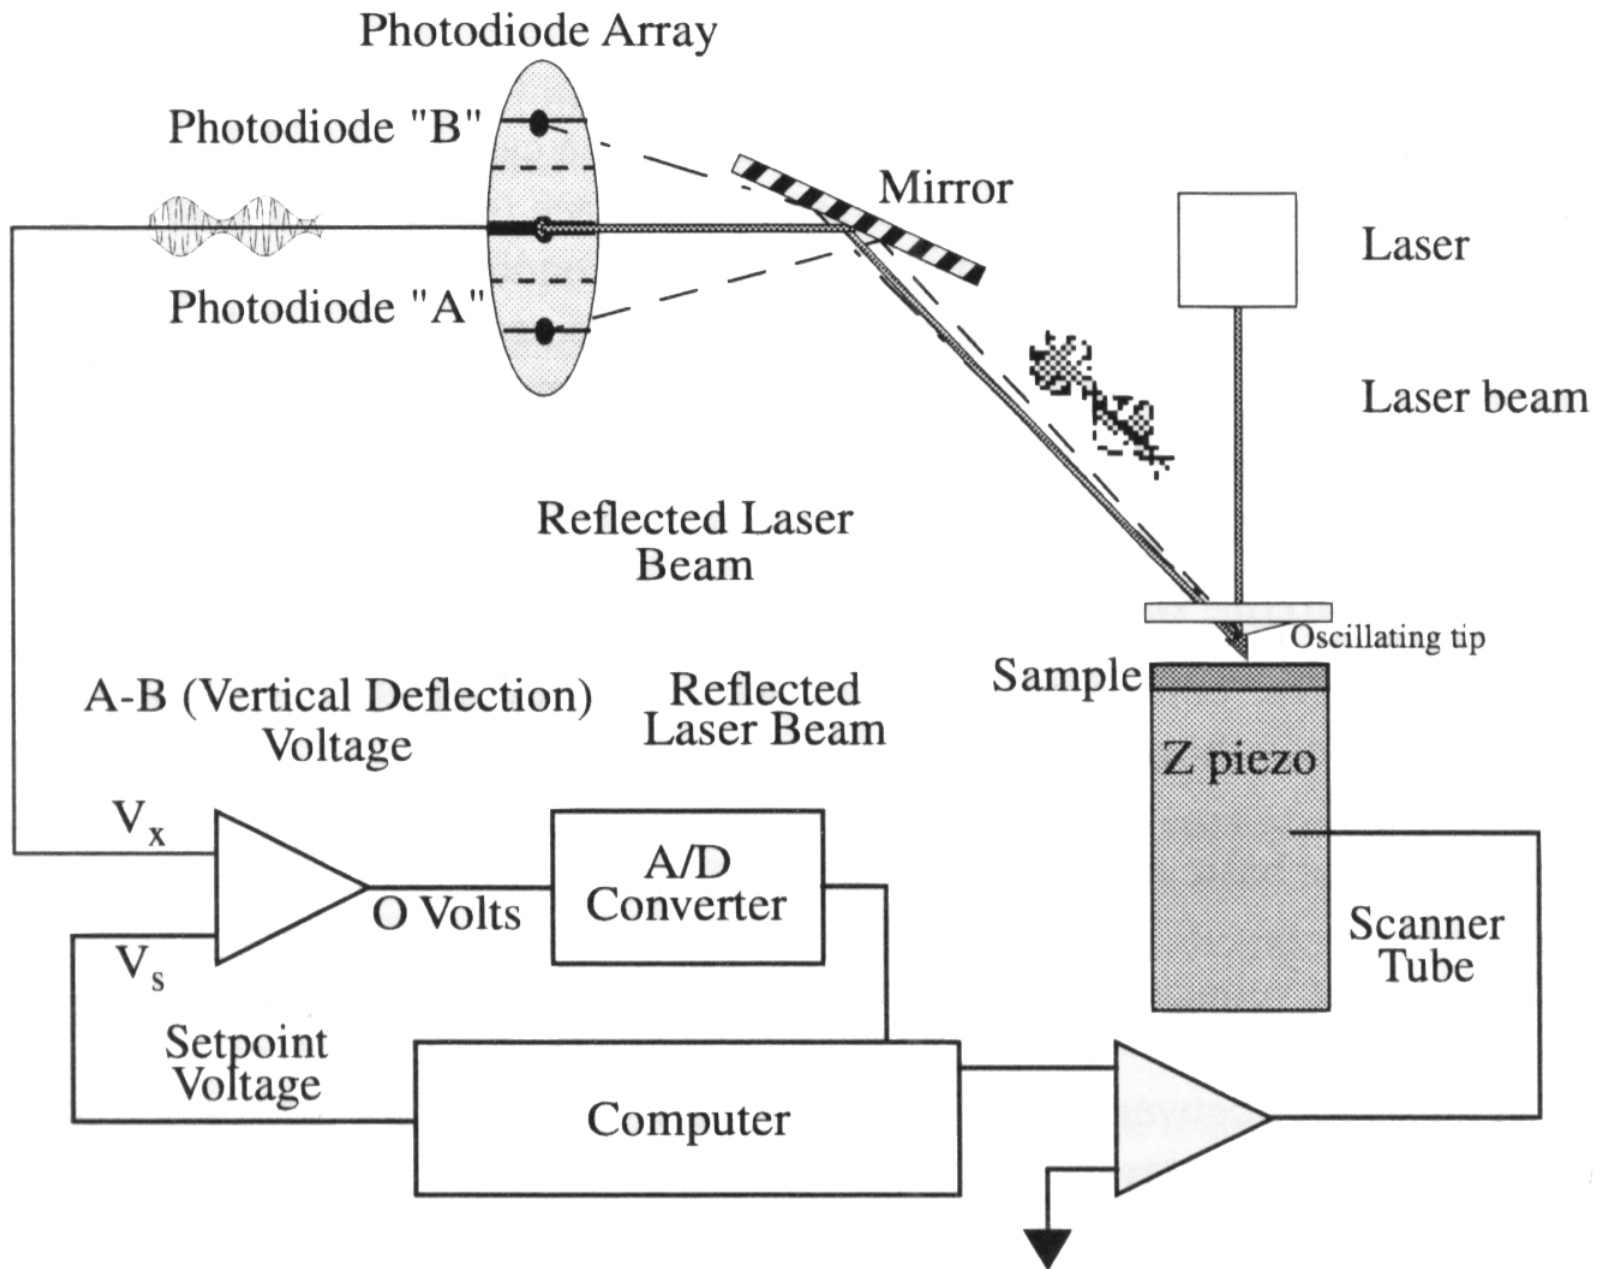 Photodiode Array
Photodiode "B"
Mirror
Laser
Photodiode "A"
Laser beam
Reflected Laser
Beam
Oscillating tip
Sample
A-B (Vertical Deflection)
Voltage
Reflected
Laser Beam
Z piezo
Vx
A/D
Converter
O Volts
Vs
Scanner
Tube
Setpoint
Voltage
Computer